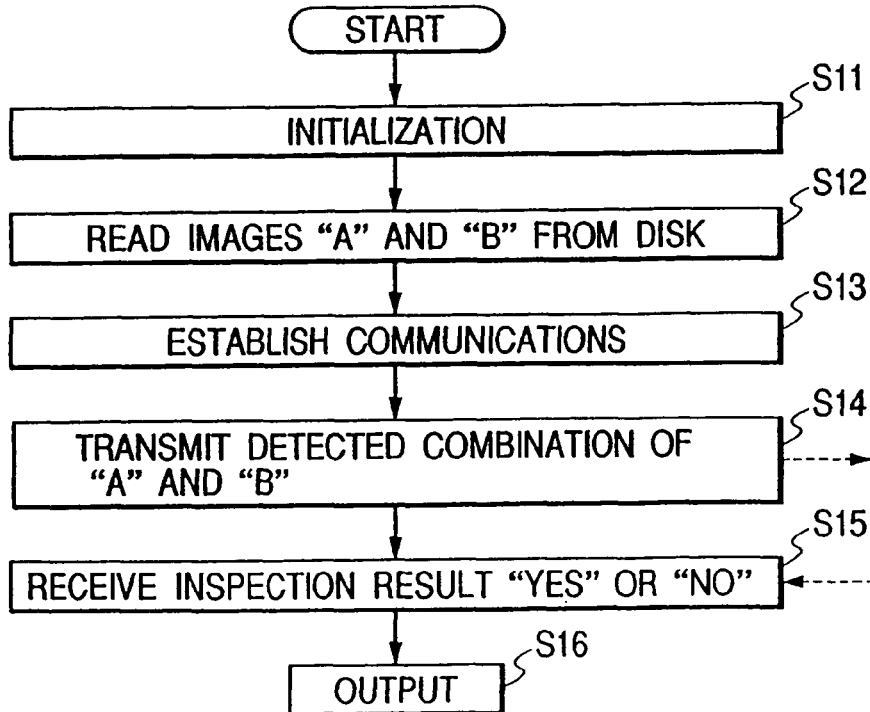 START
S11
INITIALIZATION
S12
READ IMAGES “A” AND “B” FROM DISK
S13
ESTABLISH COMMUNICATIONS
S14
TRANSMIT DETECTED COMBINATION OF
“A” AND “B”
S15
RECEIVE INSPECTION RESULT “YES” OR “NO”
S16
OUTPUT